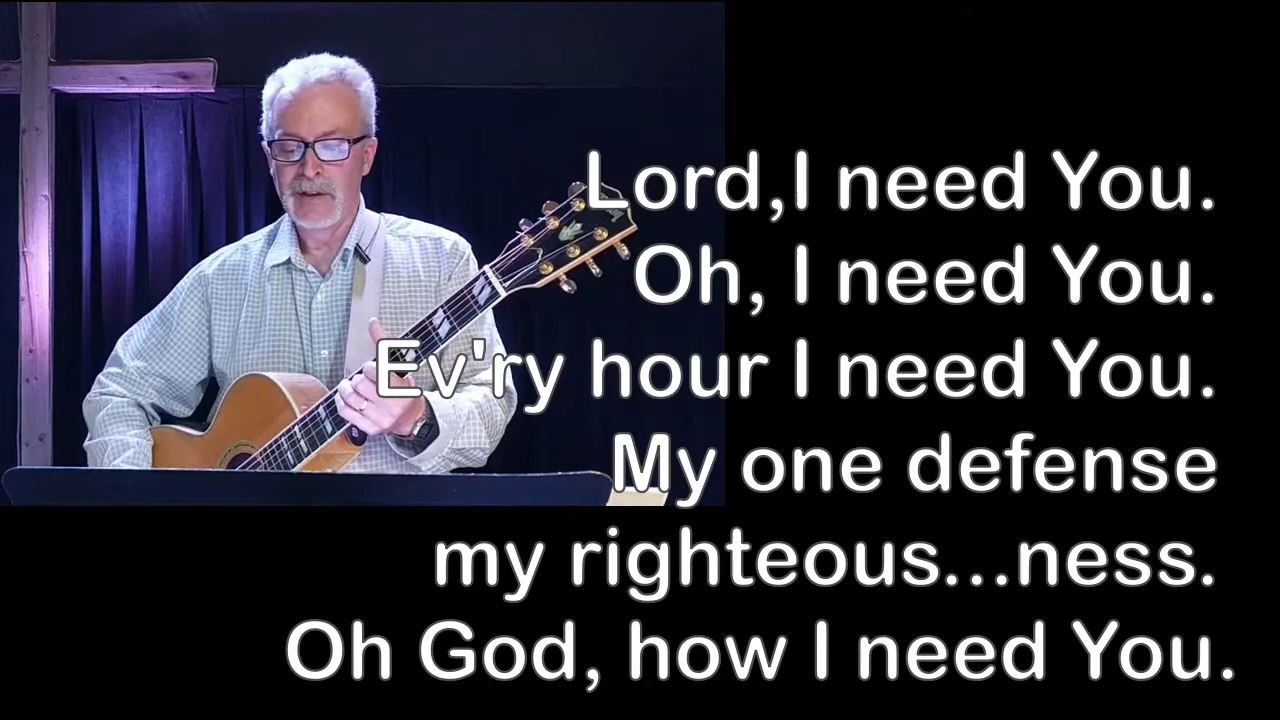 Lord,I need You.
Oh, I need You.
Ev'ry hour I need You.
My one defense
my righteous...ness.
Oh God, how I need You.